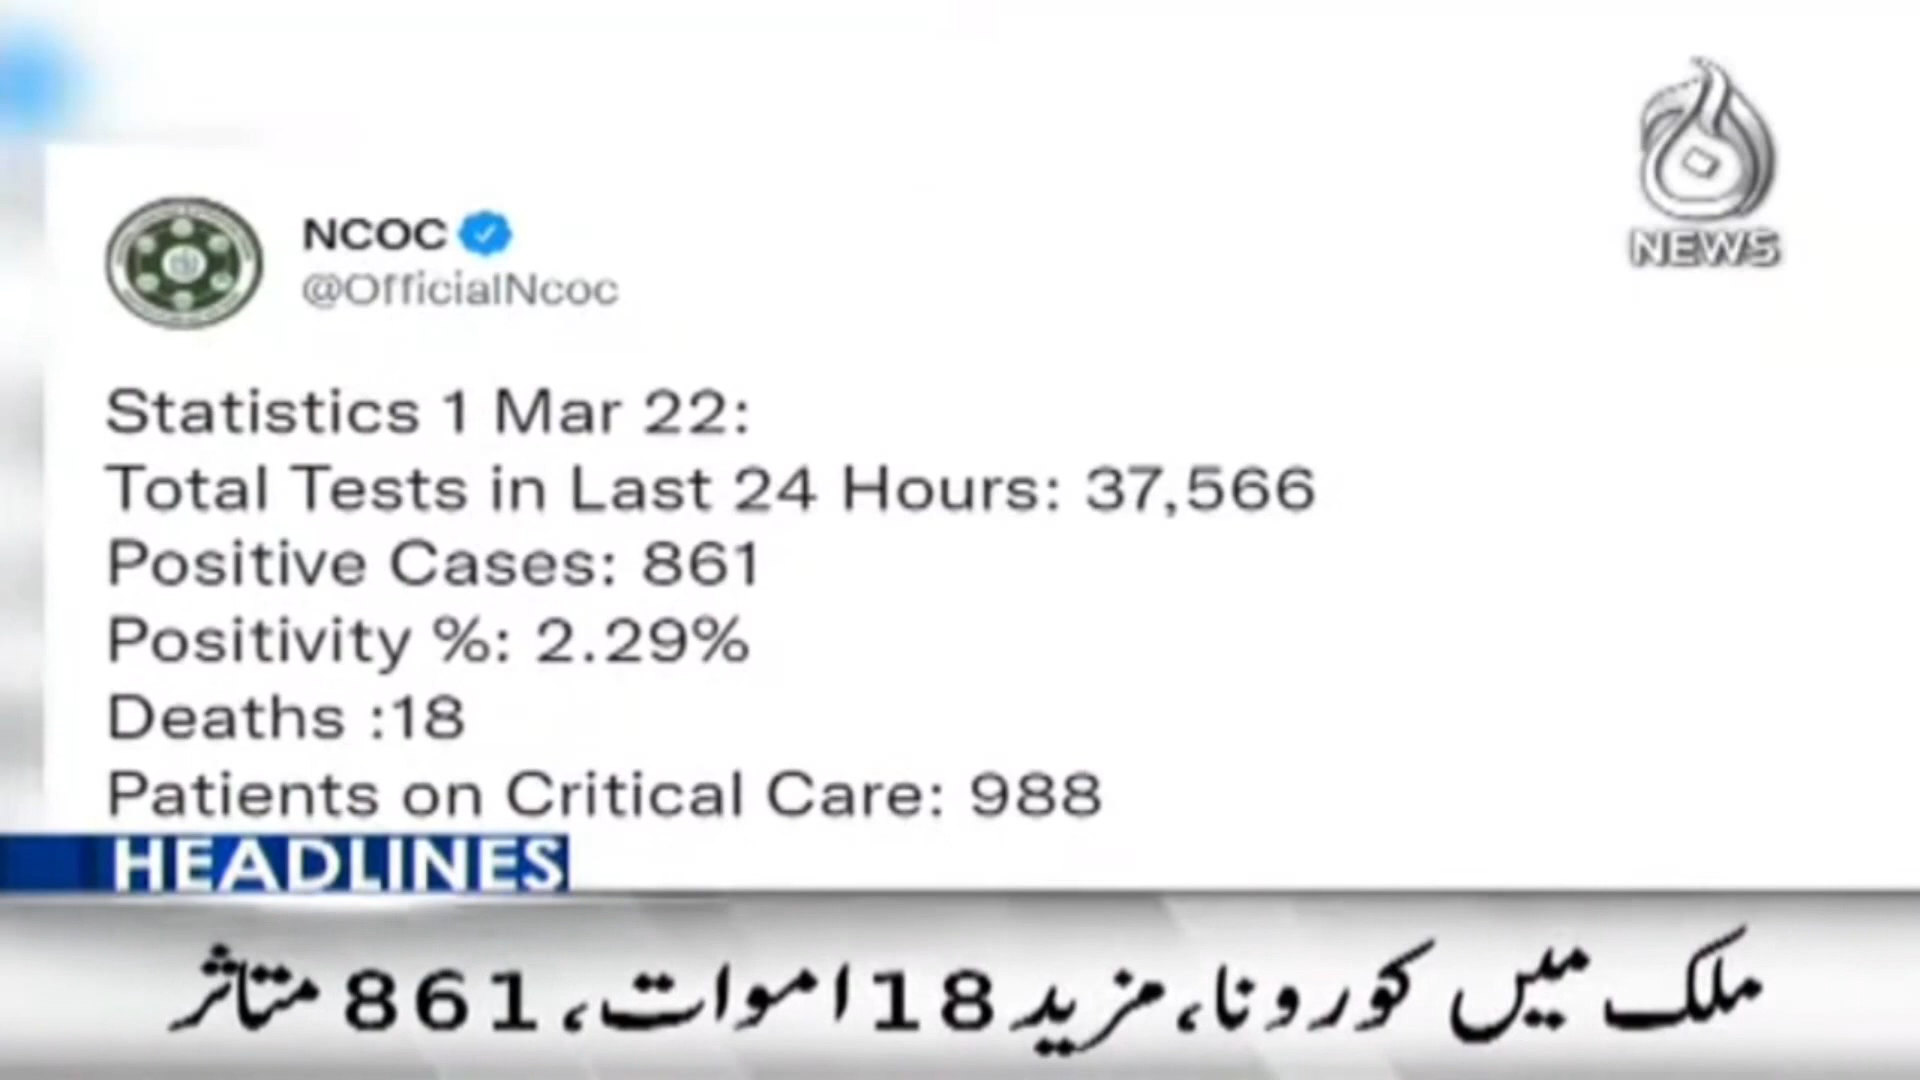 NEWS
NCOC
@OfficialNcoc
Statistics 1 Mar 22:
Total Tests in Last 24 Hours: 37,566
Positive Cases: 861
Positivity %: 2.29%
Deaths :18
Patients on Critical Care: 988
HEADLINES
ملک میں کورونا، مزید 18 اموات، 861 متاثر